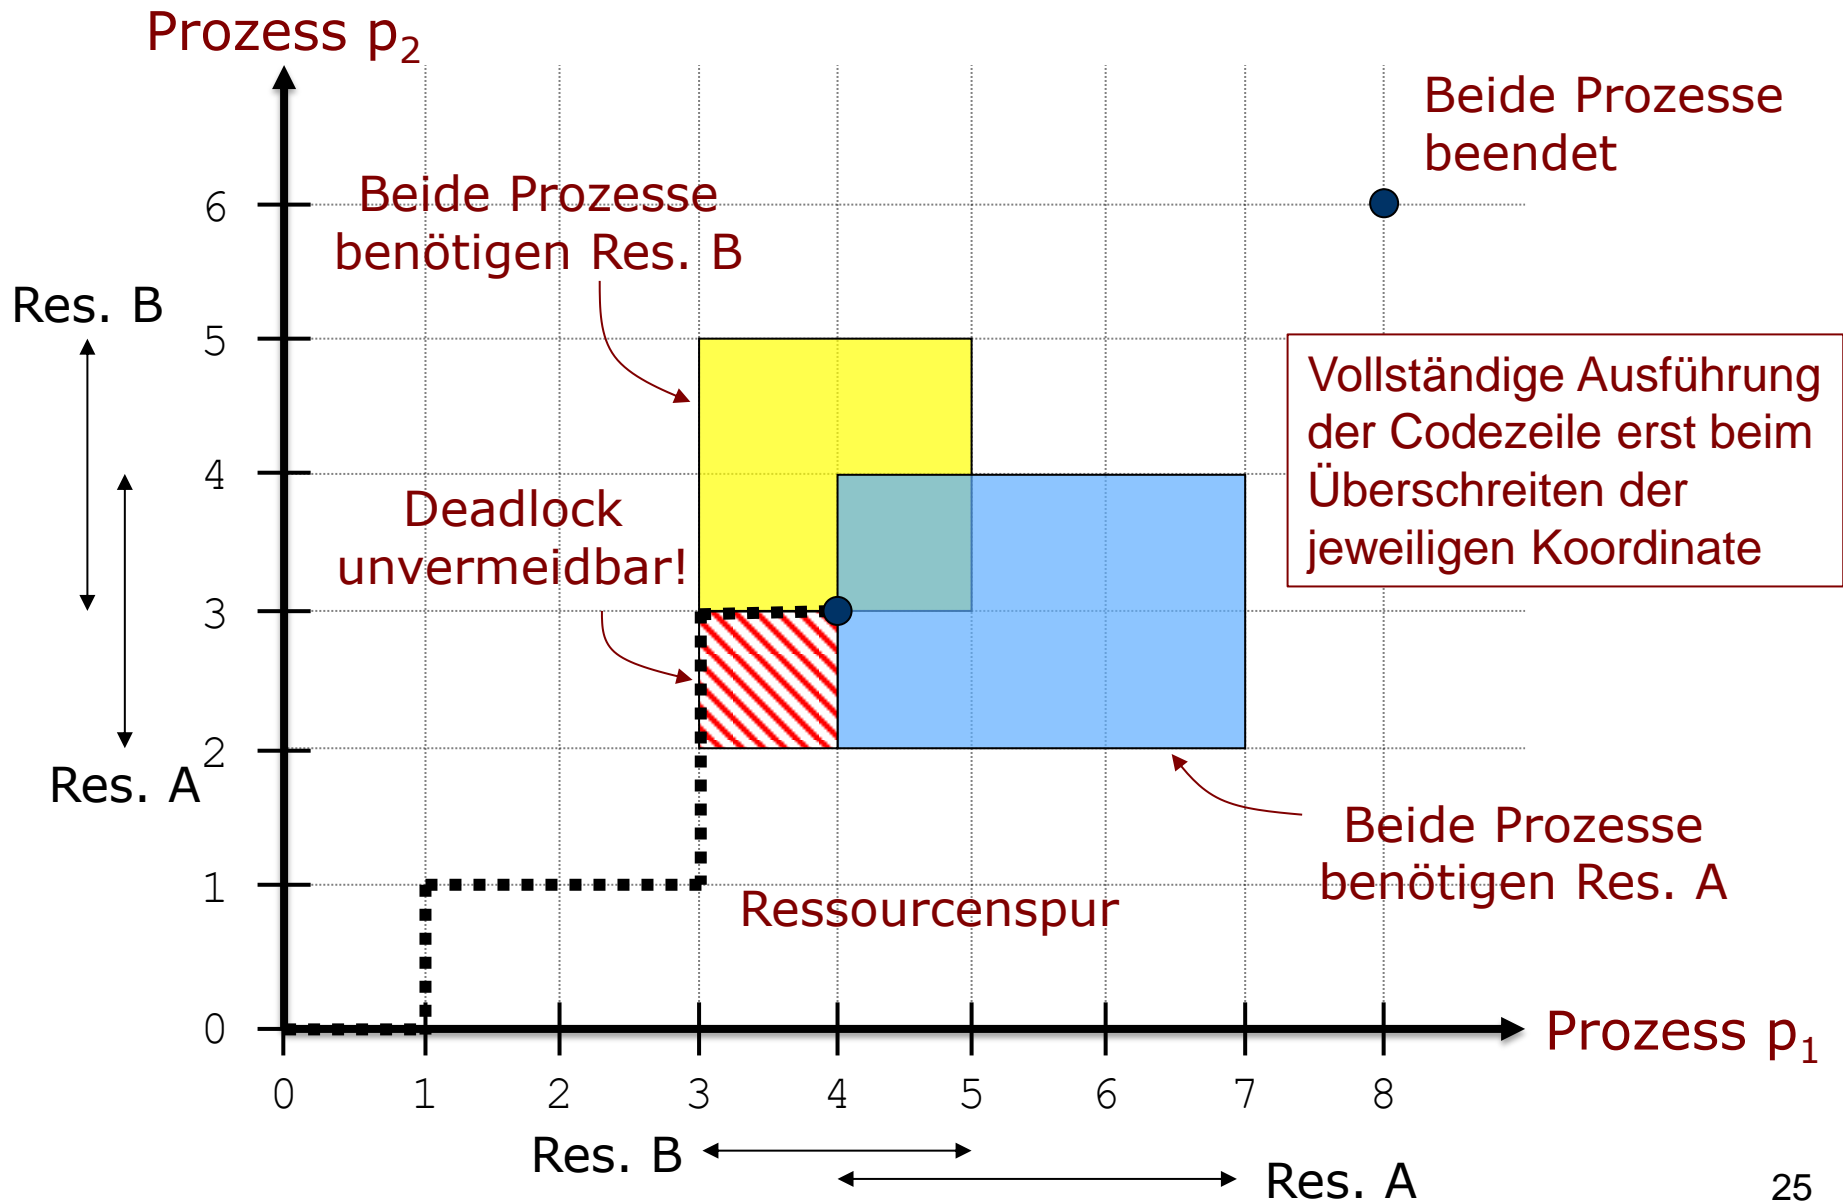 Prozess p₂
Beide Prozesse
beendet
Beide Prozesse
benötigen Res. B
6
Res. B
5
Vollständige Ausführung
der Codezeile erst beim
Überschreiten der
jeweiligen Koordinate
4
Deadlock
unvermeidbar!
3
2
Res. A
Beide Prozesse
benötigen Res. A
1
Ressourcenspur
0
Prozess p₁
0 1 2 3 4 5 6 7 8
Res. B
Res. A
25